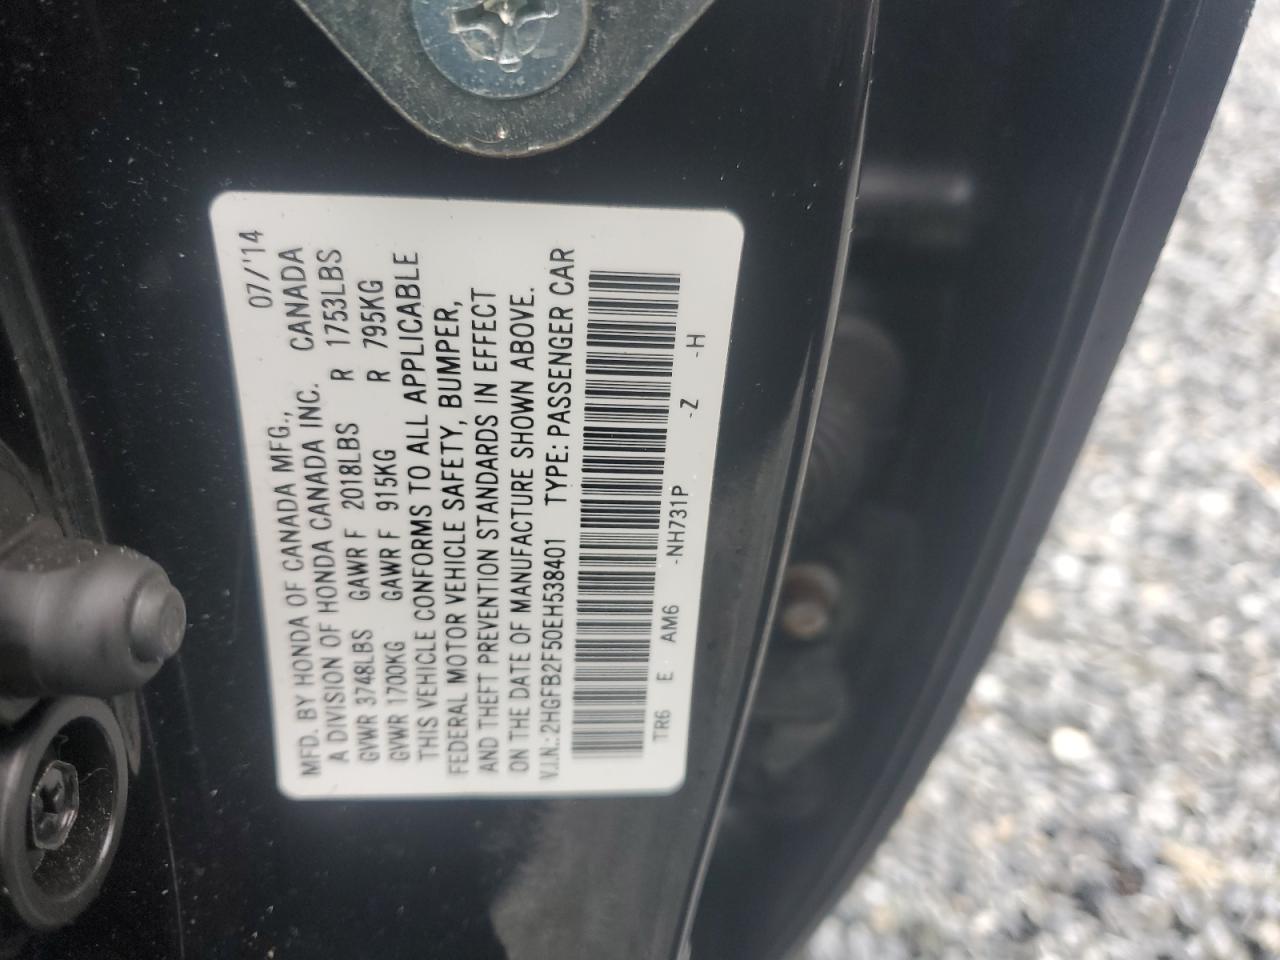 07/'14
MFD. BY HONDA OF CANADA MFG.,
A DIVISION OF HONDA CANADA INC. CANADA
GVWR 3748LBS GAWR F 2018LBS R 1753LBS
GVWR 1700KG GAWR F 915KG R 795KG
THIS VEHICLE CONFORMS TO ALL APPLICABLE
FEDERAL MOTOR VEHICLE SAFETY, BUMPER,
AND THEFT PREVENTION STANDARDS IN EFFECT
ON THE DATE OF MANUFACTURE SHOWN ABOVE.
V.I.N.: 2HGFB2F50EH538401 TYPE: PASSENGER CAR
TR6 E AM6 -NH731P -Z -H